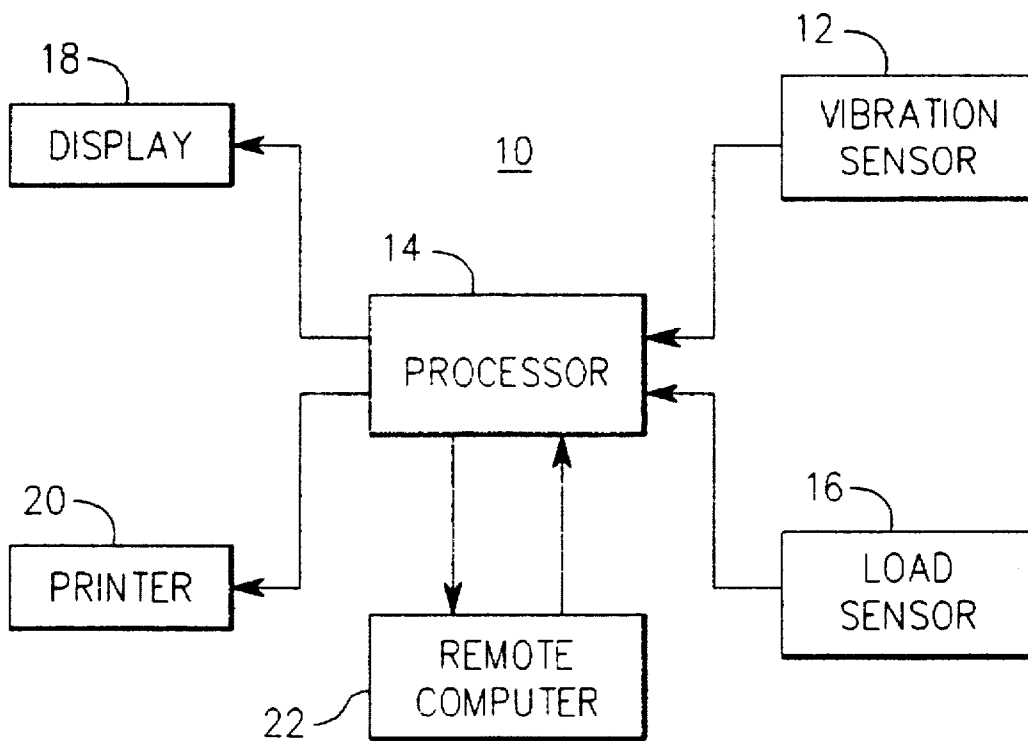 18
DISPLAY
10
12
VIBRATION
SENSOR
14
PROCESSOR
20
PRINTER
16
LOAD
SENSOR
22
REMOTE
COMPUTER